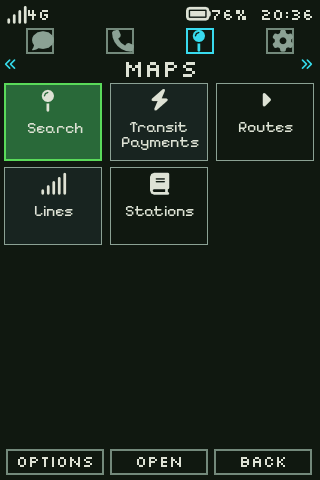 4G 76% 20:36
« MAPS »
Search Transit Payments Routes
Lines Stations
OPTIONS OPEN BACK